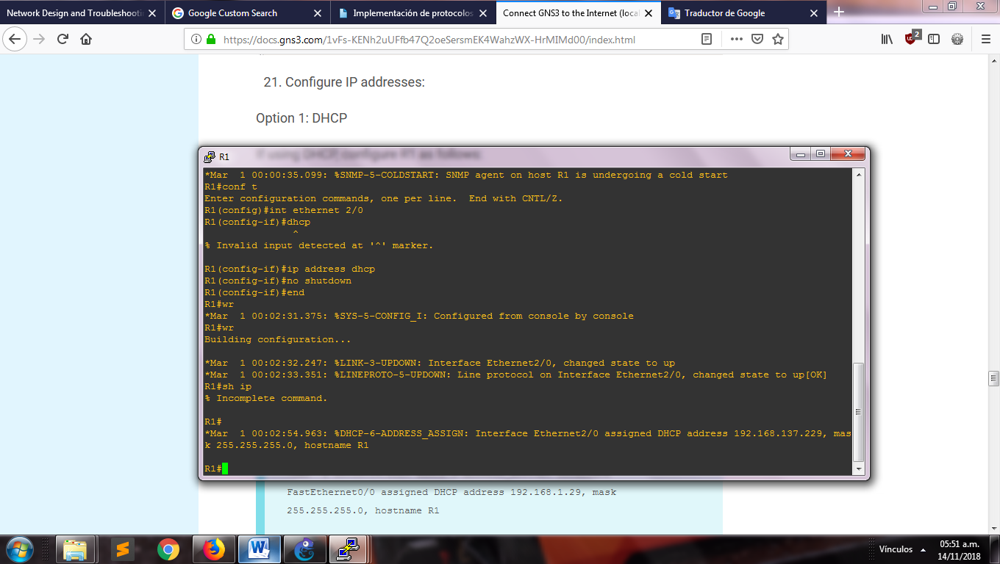 Network Design and Troubleshooti
Google Custom Search
Implementación de protocolos
Connect GNS3 to the Internet (local
Traductor de Google
https://docs.gns3.com/1vFs-KENh2uUFfb47Q2oeSersmEK4WahzWX-HrMIMd00/index.html
2
21. Configure IP addresses:
Option 1: DHCP
If using DHCP, configure R1 as follows:
R1
*Mar  1 00:00:35.099: %SNMP-5-COLDSTART: SNMP agent on host R1 is undergoing a cold start
R1#conf t
Enter configuration commands, one per line.  End with CNTL/Z.
R1(config)#int ethernet 2/0
R1(config-if)#dhcp
^
% Invalid input detected at '^' marker.
R1(config-if)#ip address dhcp
R1(config-if)#no shutdown
R1(config-if)#end
R1#wr
*Mar  1 00:02:31.375: %SYS-5-CONFIG_I: Configured from console by console
R1#wr
Building configuration...
*Mar  1 00:02:32.247: %LINK-3-UPDOWN: Interface Ethernet2/0, changed state to up
*Mar  1 00:02:33.351: %LINEPROTO-5-UPDOWN: Line protocol on Interface Ethernet2/0, changed state to up[OK]
R1#sh ip
% Incomplete command.
R1#
*Mar  1 00:02:54.963: %DHCP-6-ADDRESS_ASSIGN: Interface Ethernet2/0 assigned DHCP address 192.168.137.229, mas
k 255.255.255.0, hostname R1
R1#
FastEthernet0/0 assigned DHCP address 192.168.1.29, mask
255.255.255.0, hostname R1
Vínculos
05:51 a.m.
14/11/2018